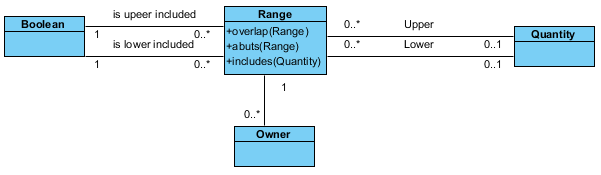 is upeer included
Boolean
1
0..*
is lower included
1
0..*
Range
+overlap(Range)
+abuts(Range)
+includes(Quantity)
0..*
Upper
0..*
Lower
0..1
0..1
Quantity
1
0..*
Owner